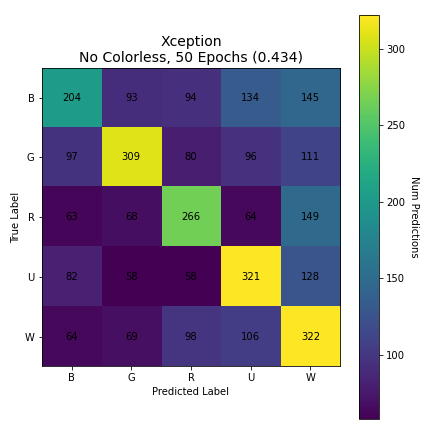 Xception
No Colorless, 50 Epochs (0.434)
B 204 93 94 134 145
G 97 309 80 96 111
R 63 68 266 64 149
U 82 58 58 321 128
W 64 69 98 106 322
B G R U W
True Label
Predicted Label
300
250
200
150
100
Num Predictions